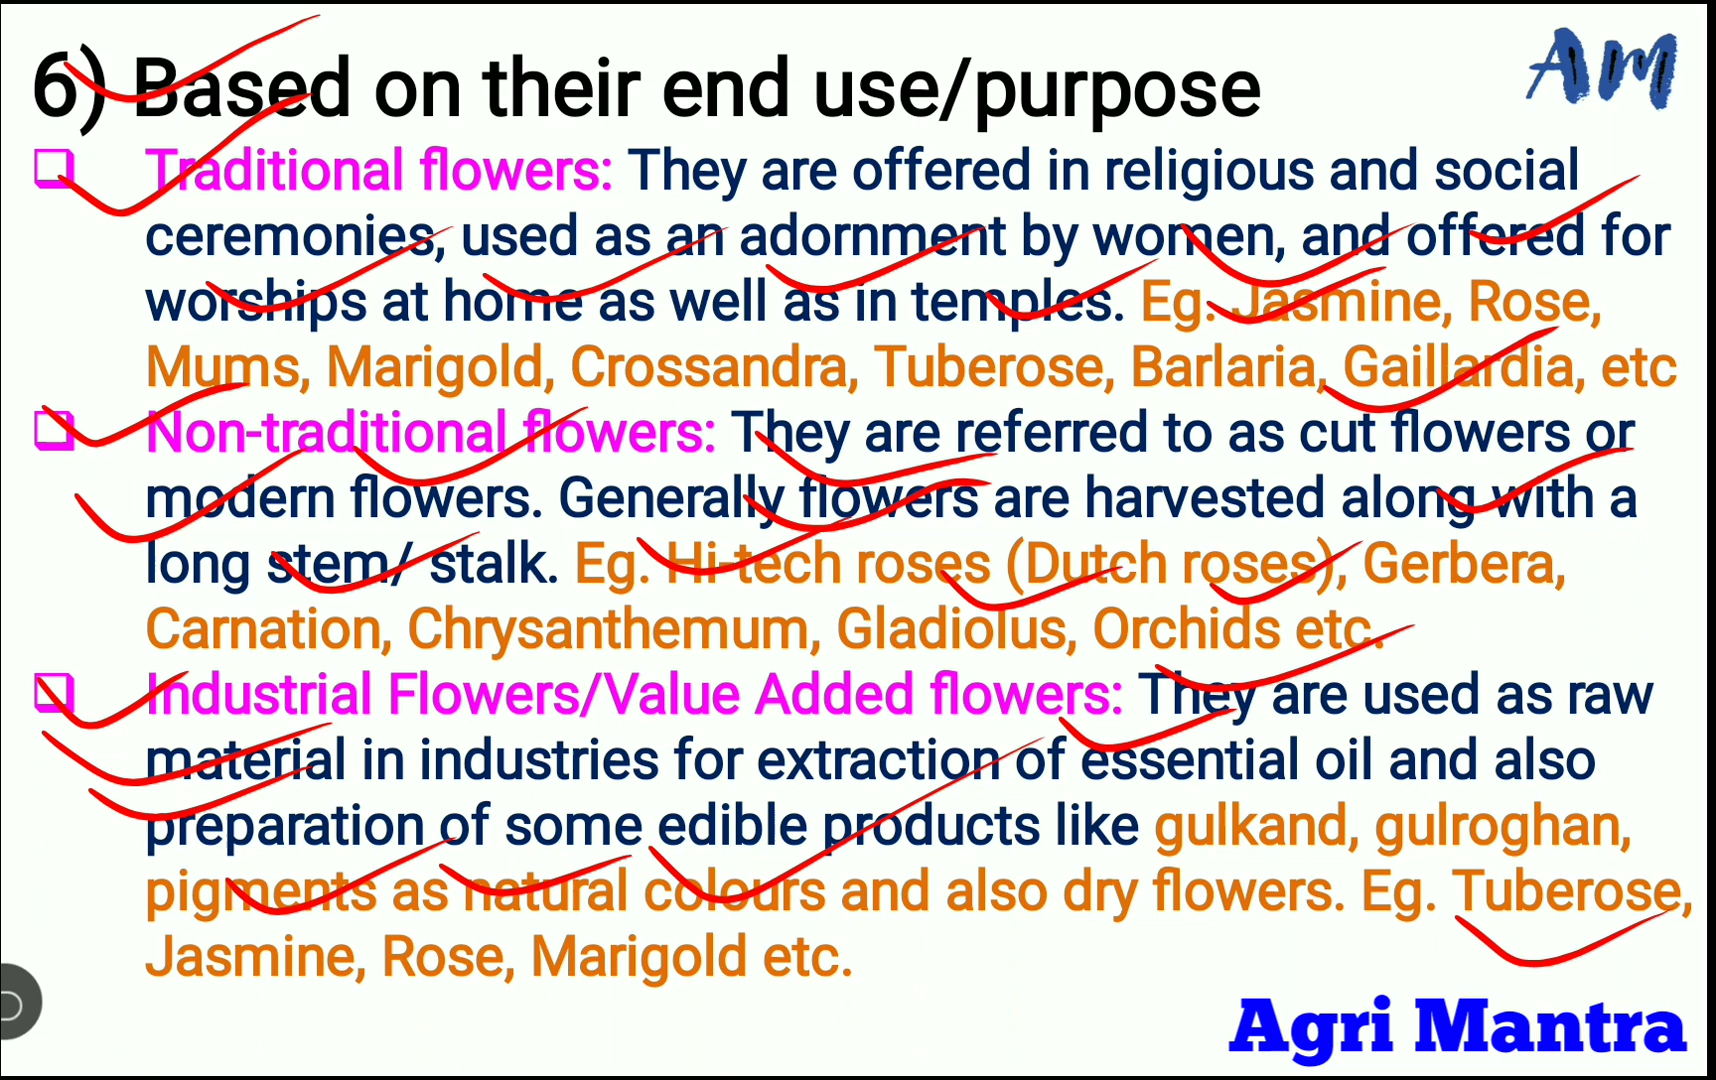 6) Based on their end use/purpose
AM
❑ Traditional flowers: They are offered in religious and social
ceremonies, used as an adornment by women, and offered for
worships at home as well as in temples. Eg. Jasmine, Rose,
Mums, Marigold, Crossandra, Tuberose, Barlaria, Gaillardia, etc
❑ Non-traditional flowers: They are referred to as cut flowers or
modern flowers. Generally flowers are harvested along with a
long stem/ stalk. Eg. Hi-tech roses (Dutch roses), Gerbera,
Carnation, Chrysanthemum, Gladiolus, Orchids etc.
❑ Industrial Flowers/Value Added flowers: They are used as raw
material in industries for extraction of essential oil and also
preparation of some edible products like gulkand, gulroghan,
pigments as natural colours and also dry flowers. Eg. Tuberose,
Jasmine, Rose, Marigold etc.
Agri Mantra